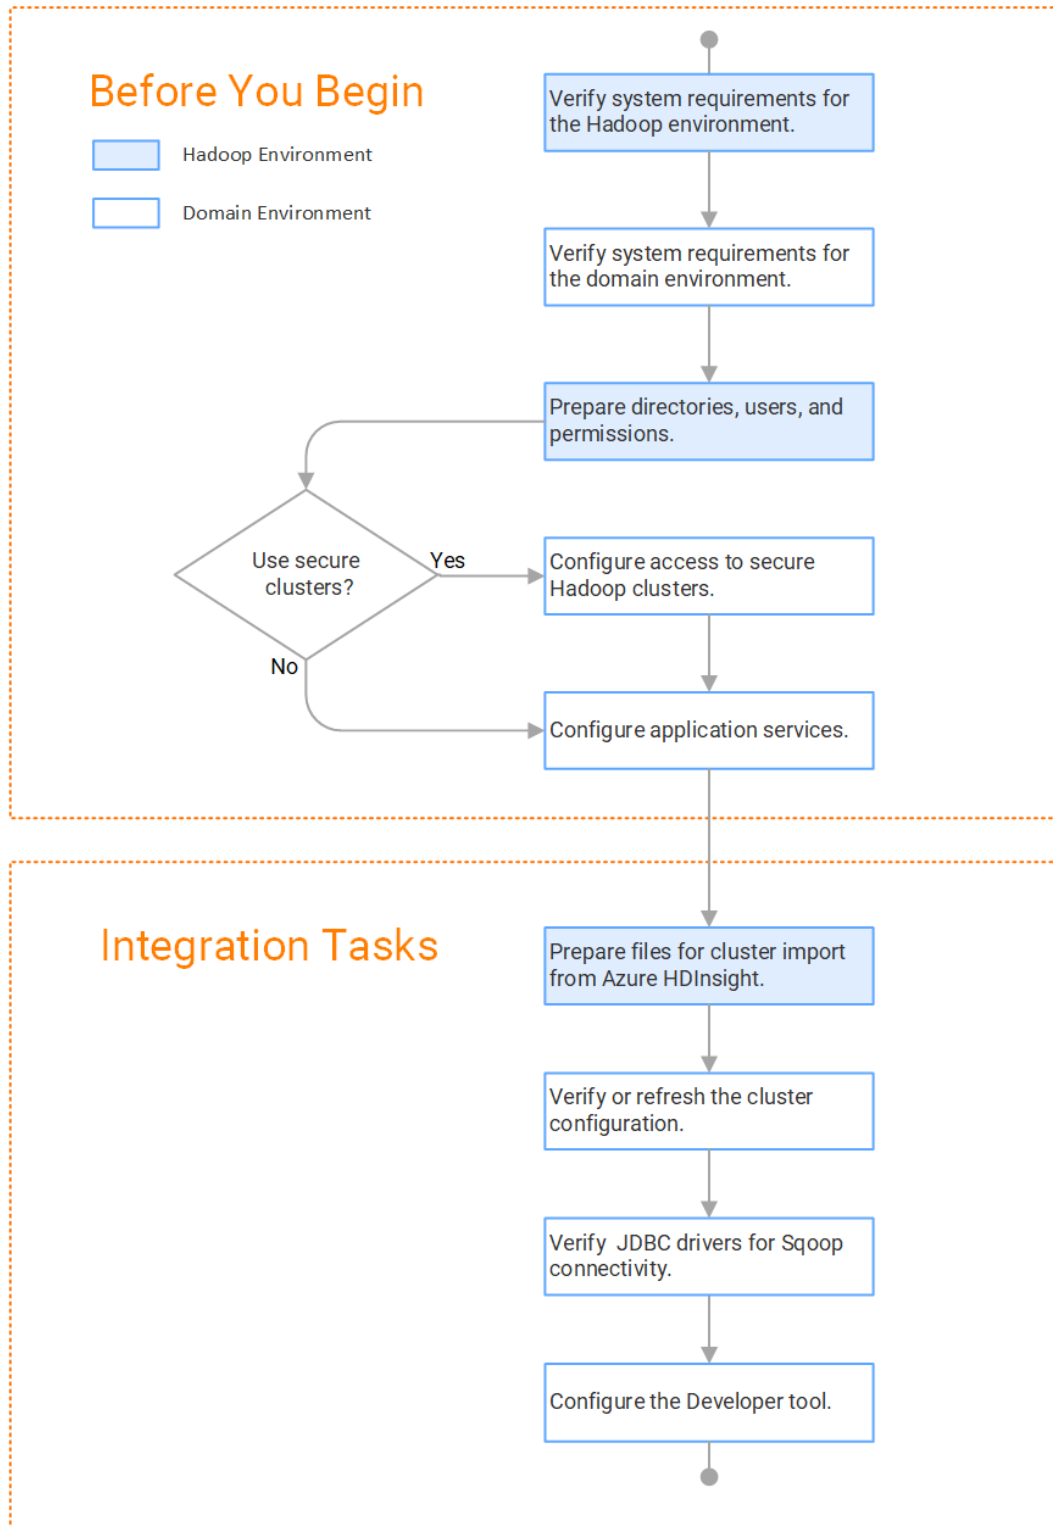 Before You Begin
Hadoop Environment
Domain Environment
Verify system requirements for
the Hadoop environment.
Verify system requirements for
the domain environment.
Prepare directories, users, and
permissions.
Use secure
clusters?
Yes
No
Configure access to secure
Hadoop clusters.
Configure application services.
Integration Tasks
Prepare files for cluster import
from Azure HDInsight.
Verify or refresh the cluster
configuration.
Verify  JDBC drivers for Sqoop
connectivity.
Configure the Developer tool.